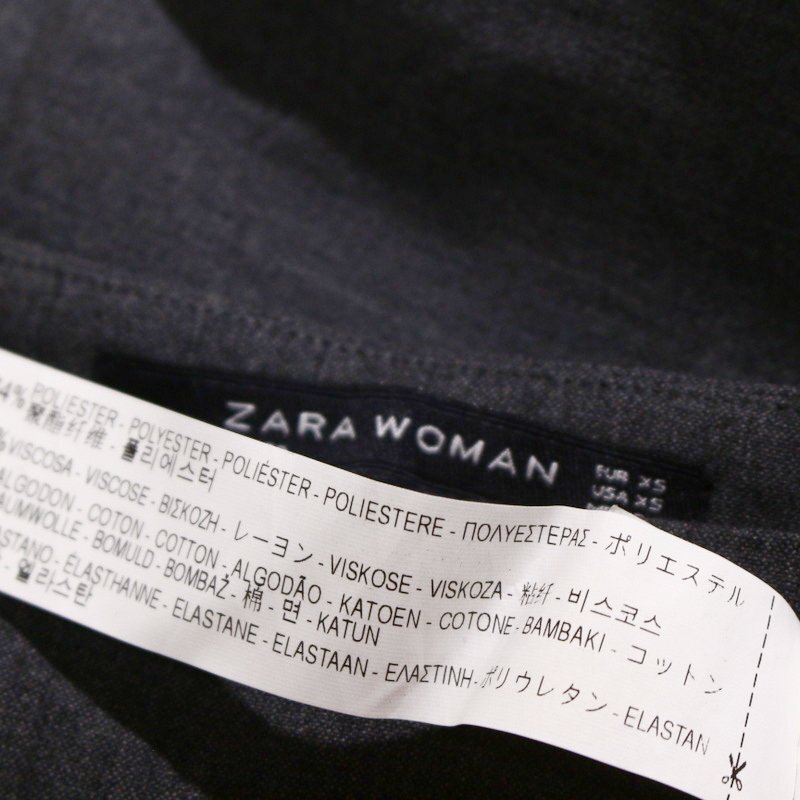 ZARA WOMAN
EUR XS
USA XS
4% POLIESTER - POLYESTER - POLIÉSTER - POLIESTERE - ΠΟΛΥΕΣΤΕΡΑΣ - ポリエステル
聚酯纤维 - 폴리에스터
% VISCOSA - VISCOSE - ΒΙΣΚΟΖΗ - レーヨン - VISKOSE - VISKOZA - 粘纤 - 비스코스
ALGODON - COTON - COTTON - ALGODÃO - KATOEN - COTONE - BAMBAKI - コットン
BAUMWOLLE - BOMULD - BOMBAŽ - 棉 - 면 - KATUN
ELASTANO, ÉLASTHANNE - ELASTANE - ELASTAAN - ΕΛΑΣΤΙΝΗ - ポリウレタン - ELASTAN
- 엘라스탄